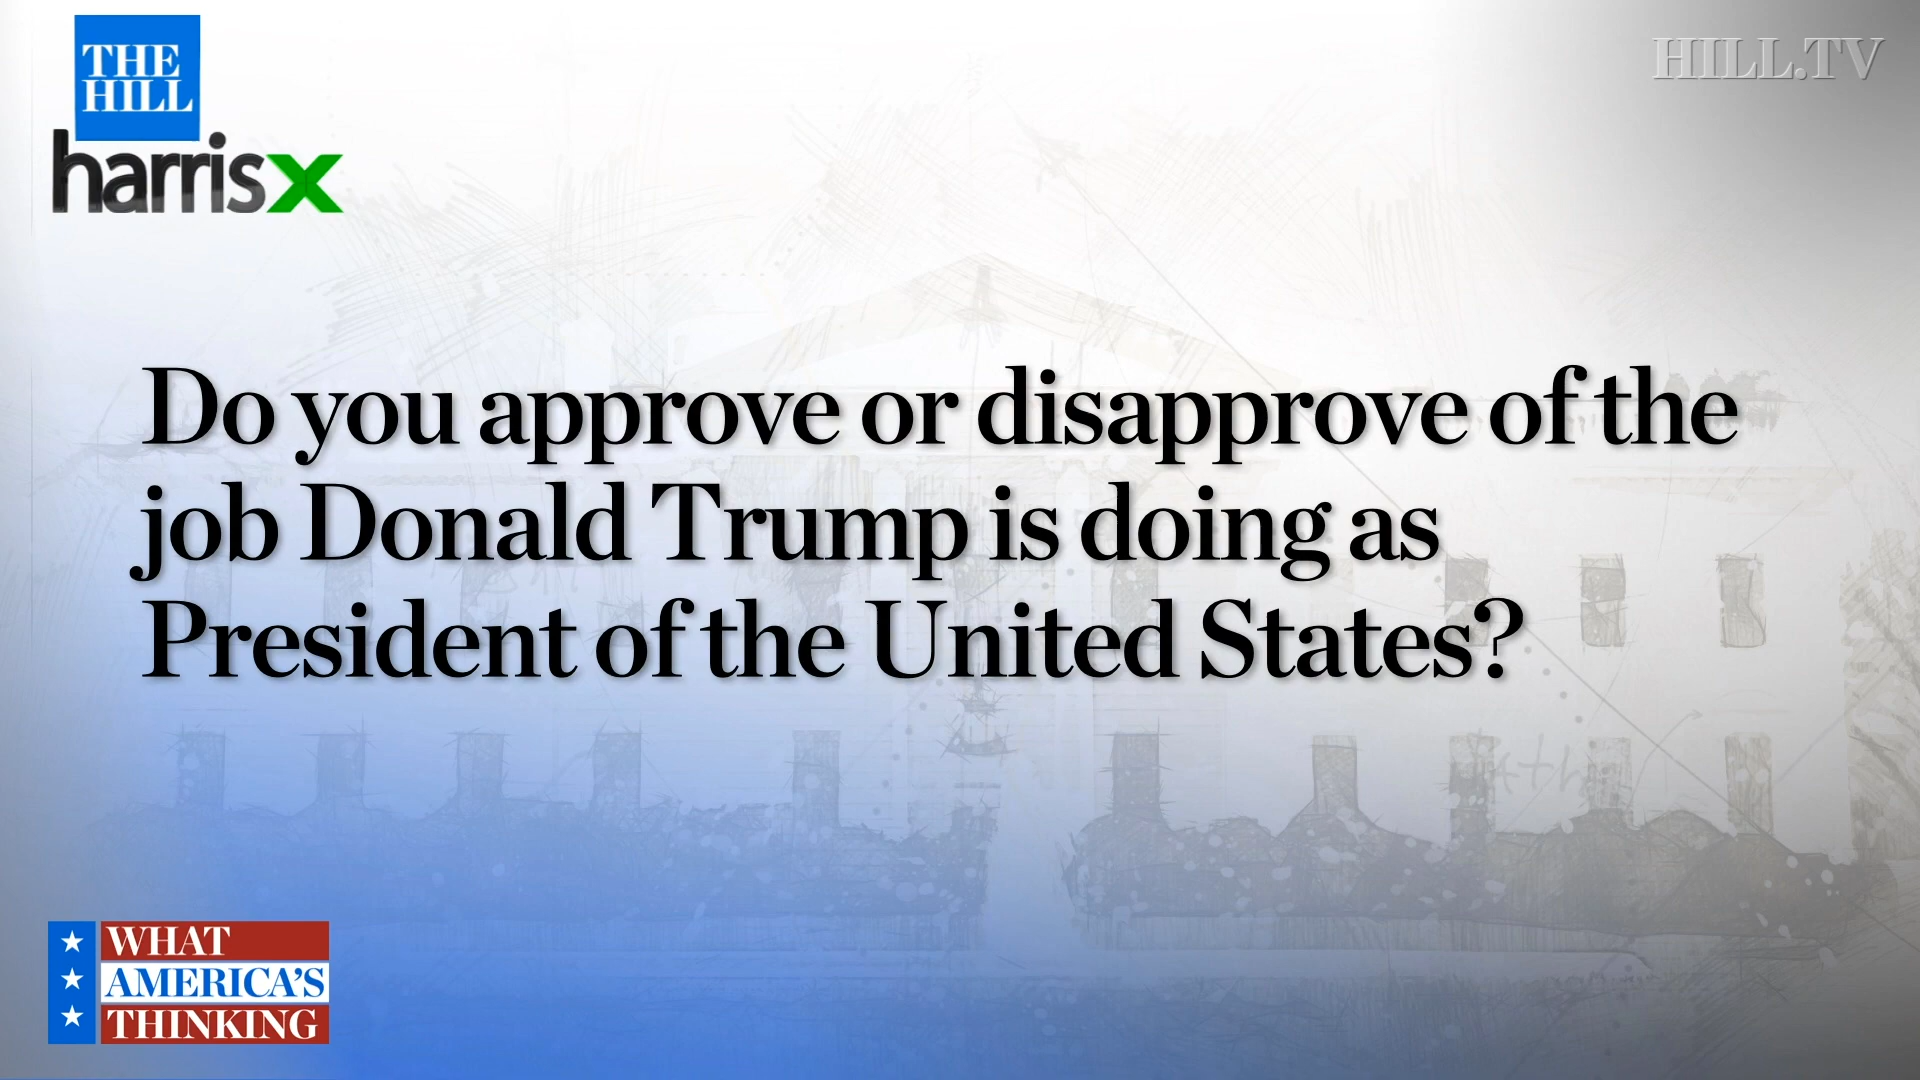 THE
HILL
harrisx
HILL.TV
Do you approve or disapprove of the
job Donald Trump is doing as
President of the United States?
WHAT
AMERICA'S
THINKING